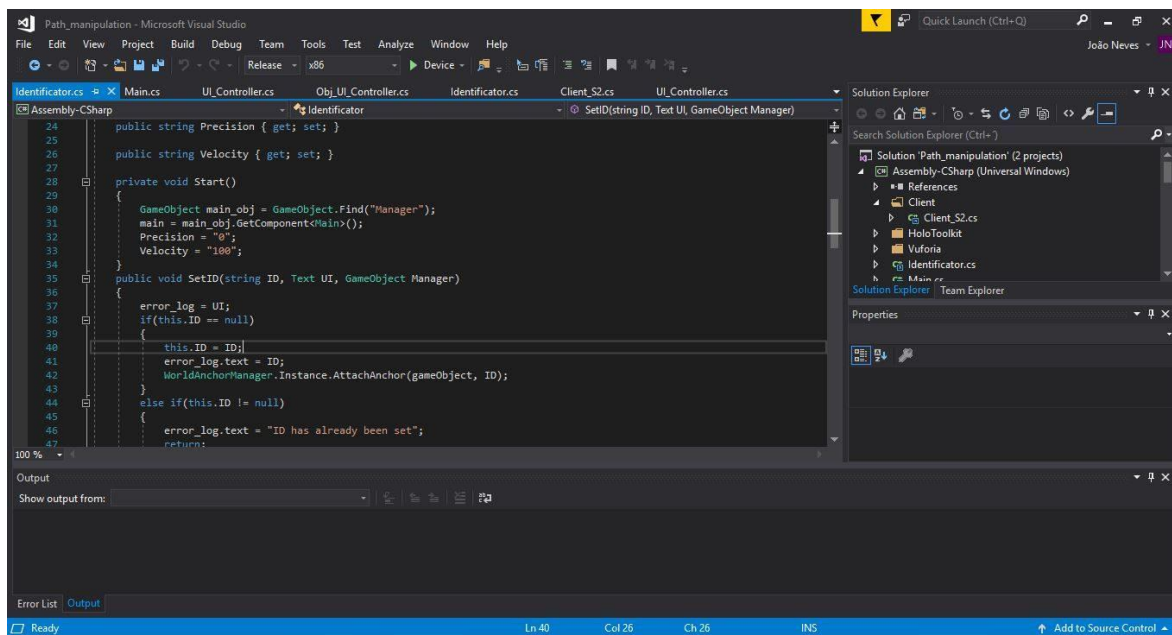 Path_manipulation - Microsoft Visual Studio
Quick Launch (Ctrl+Q)
File Edit View Project Build Debug Team Tools Test Analyze Window Help
João Neves JN
Release x86 Device
Identificator.cs Main.cs UI_Controller.cs Obj_UI_Controller.cs Identificator.cs Client_S2.cs UI_Controller.cs
Assembly-CSharp Identificator SetID(string ID, Text UI, GameObject Manager)
24 public string Precision { get; set; }
25
26 public string Velocity { get; set; }
27
28 private void Start()
29 {
30 GameObject main_obj = GameObject.Find("Manager");
31 main = main_obj.GetComponent<Main>();
32 Precision = "0";
33 Velocity = "100";
34 }
35 public void SetID(string ID, Text UI, GameObject Manager)
36 {
37 error_log = UI;
38 if(this.ID == null)
39 {
40 this.ID = ID;
41 error_log.text = ID;
42 WorldAnchorManager.Instance.AttachAnchor(gameObject, ID);
43 }
44 else if(this.ID != null)
45 {
46 error_log.text = "ID has already been set";
47 return;
100 %
Solution Explorer
Search Solution Explorer (Ctrl+ )
Solution 'Path_manipulation' (2 projects)
Assembly-CSharp (Universal Windows)
References
Client
Client_S2.cs
HoloToolkit
Vuforia
Identificator.cs
Main.cs
Solution Explorer Team Explorer
Properties
Output
Show output from:
Error List Output
Ready Ln 40 Col 26 Ch 26 INS Add to Source Control